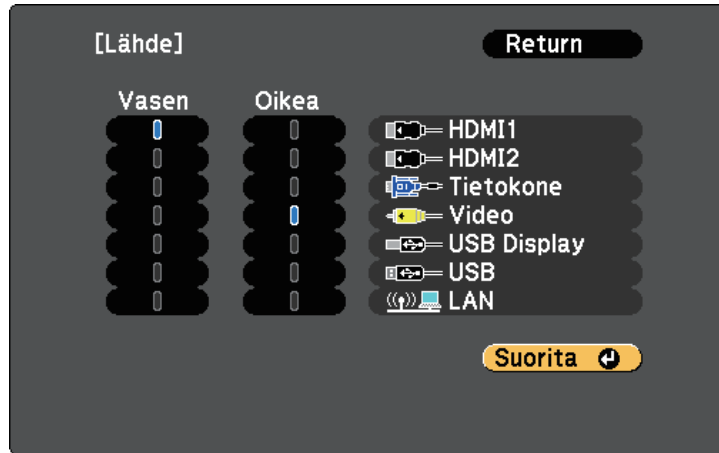 [Lähde] Return
Vasen Oikea
HDMI1
HDMI2
Tietokone
Video
USB Display
USB
LAN
Suorita